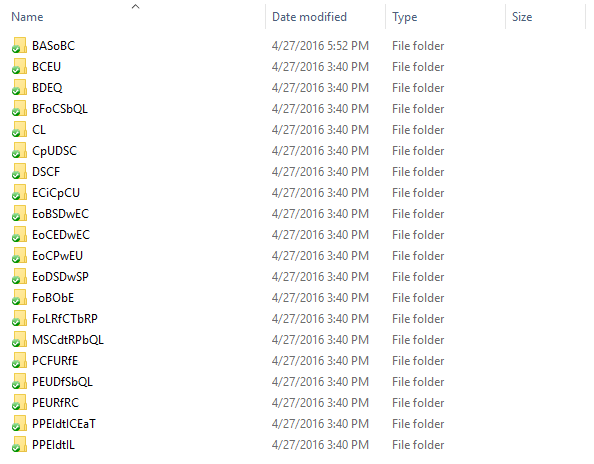 Name Date modified Type Size
BASoBC 4/27/2016 5:52 PM File folder
BCEU 4/27/2016 3:40 PM File folder
BDEQ 4/27/2016 3:40 PM File folder
BFoCSbQL 4/27/2016 3:40 PM File folder
CL 4/27/2016 3:40 PM File folder
CpUDSC 4/27/2016 3:40 PM File folder
DSCF 4/27/2016 3:40 PM File folder
ECiCpCU 4/27/2016 3:40 PM File folder
EoBSDwEC 4/27/2016 3:40 PM File folder
EoCEDwEC 4/27/2016 3:40 PM File folder
EoCPwEU 4/27/2016 3:40 PM File folder
EoDSDwSP 4/27/2016 3:40 PM File folder
FoBObE 4/27/2016 3:40 PM File folder
FoLRfCTbRP 4/27/2016 3:40 PM File folder
MSCdtRPbQL 4/27/2016 3:40 PM File folder
PCFURfE 4/27/2016 3:40 PM File folder
PEUDfSbQL 4/27/2016 3:40 PM File folder
PEURfRC 4/27/2016 3:40 PM File folder
PPEIdtICEaT 4/27/2016 3:40 PM File folder
PPEIdtIL 4/27/2016 3:40 PM File folder